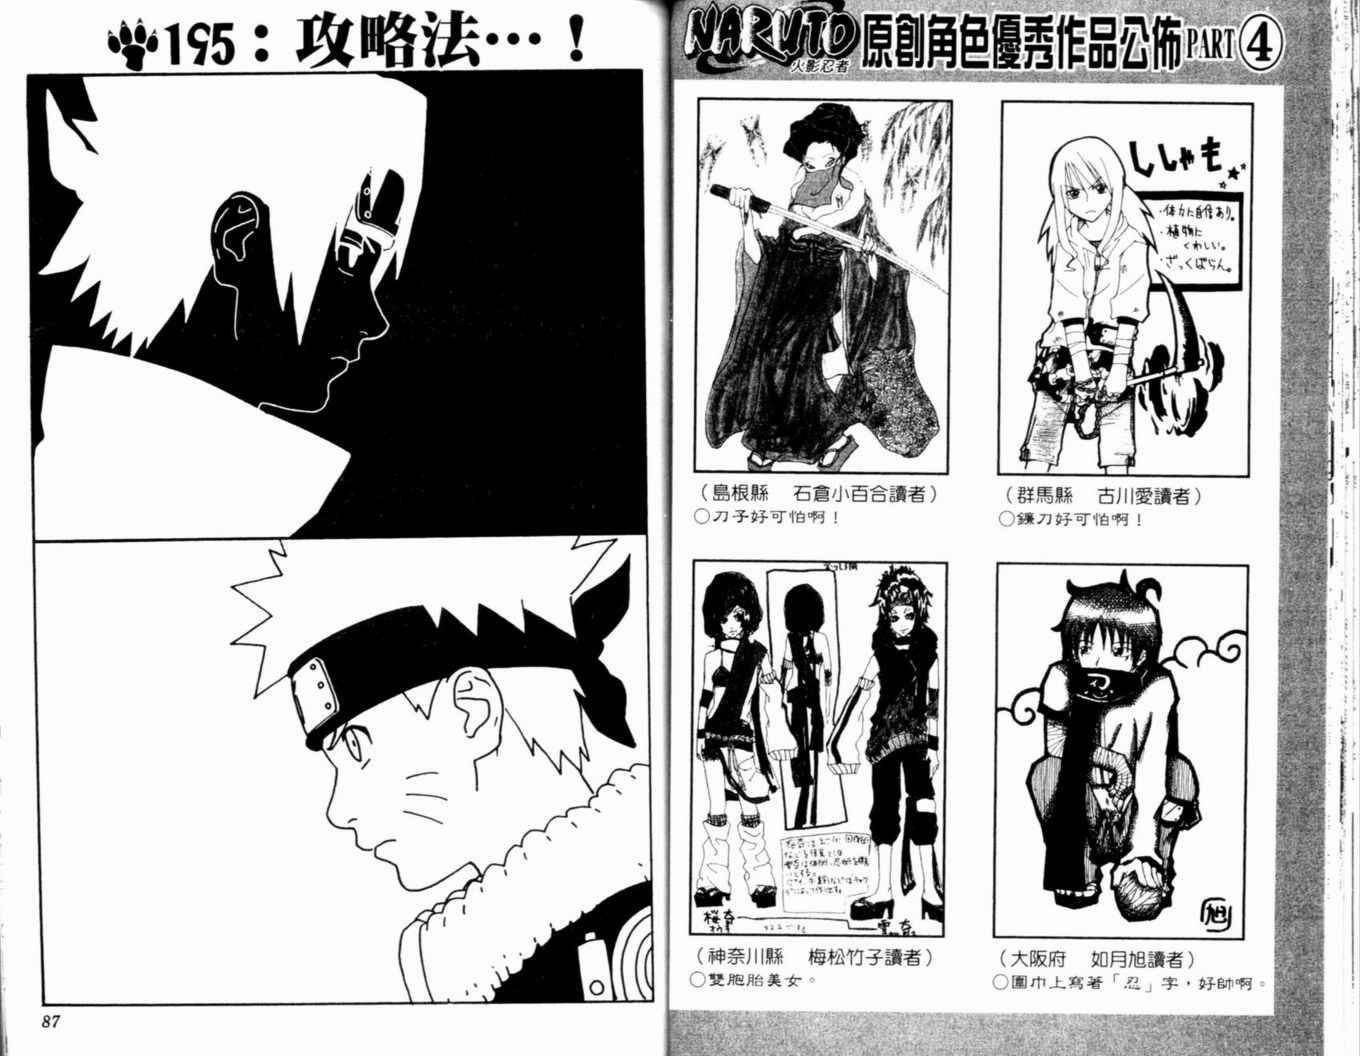 195：攻略法…！
87
NARUTO
火影忍者
原創角色優秀作品公佈PART④
ししゃも
・体力に自信あり。
・植物に
くわしい。
・ざっくばらん。
（島根縣　石倉小百合讀者）
○刀子好可怕啊！
（群馬縣　古川愛讀者）
○鐮刀好可怕啊！
桜奇
雪奇
（神奈川縣　梅松竹子讀者）
○雙胞胎美女。
忍
旭
（大阪府　如月旭讀者）
○圍巾上寫著「忍」字，好帥啊。